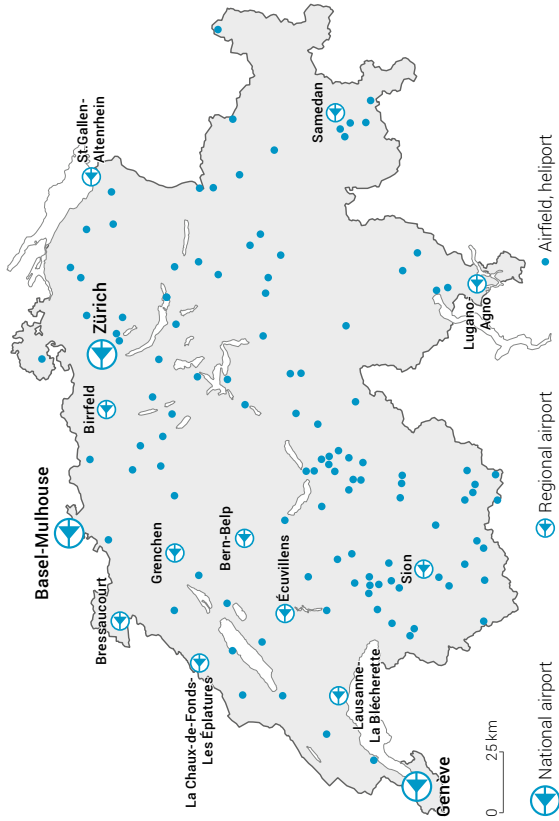 Basel-Mulhouse
Zürich
St.Gallen-
Altenrhein
Birrfeld
Bressaucourt
Grenchen
Bern-Belp
Écuvillens
La Chaux-de-Fonds-
Les Éplatures
Lausanne-
La Blécherette
Genève
Sion
Samedan
Lugano-
Agno
0 25 km
National airport
Regional airport
Airfield, heliport